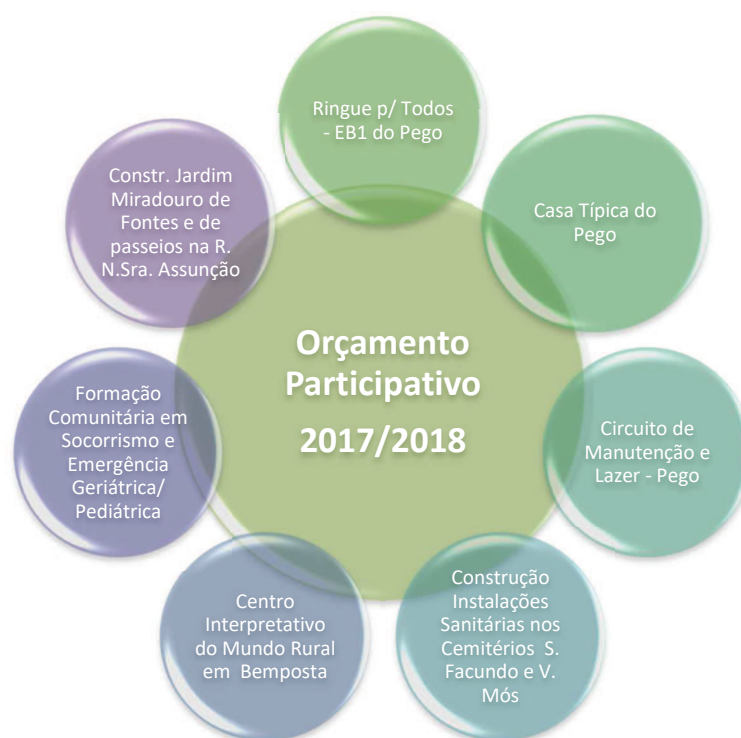 Ringue p/ Todos
- EB1 do Pego
Casa Típica do
Pego
Circuito de
Manutenção e
Lazer - Pego
Construção
Instalações
Sanitárias nos
Cemitérios S.
Facundo e V.
Mós
Centro
Interpretativo
do Mundo Rural
em Bemposta
Formação
Comunitária em
Socorrismo e
Emergência
Geriátrica/
Pediátrica
Constr. Jardim
Miradouro de
Fontes e de
passeios na R.
N.Sra. Assunção
Orçamento
Participativo
2017/2018